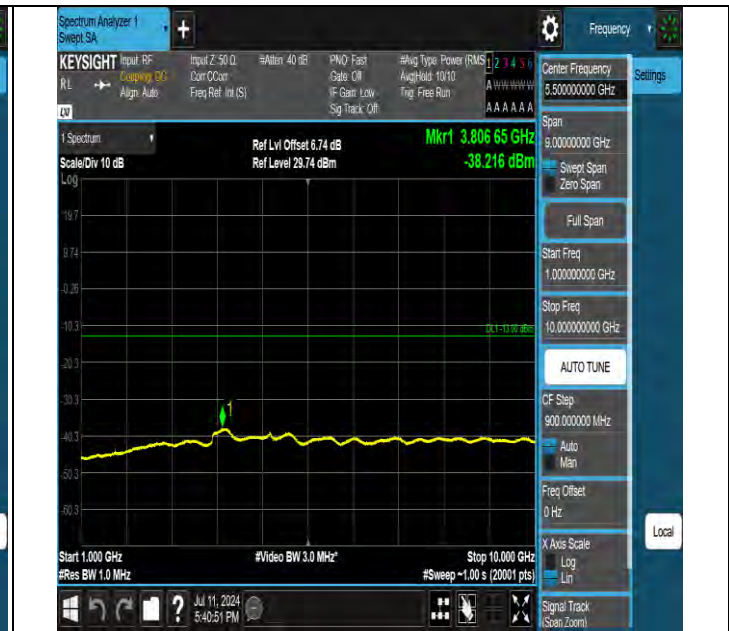 Spectrum Analyzer 1
Swept SA
+
Frequency
KEYSIGHT
RL
Input: RF
Coupling: DC
Align: Auto
Input Z: 50 Ω
Corr CCorr
Freq Ref: Int (S)
#Atten: 40 dB
PNO: Fast
Gate: Off
IF Gain: Low
Sig Track: Off
#Avg Type: Power (RMS
Avg|Hold: 10/10
Trig: Free Run
1 2 3 4 5 6
A W W W W W
A A A A A A
1 Spectrum
Scale/Div 10 dB
Log
Ref Lvl Offset 6.74 dB
Ref Level 29.74 dBm
Mkr1 3.806 65 GHz
-38.216 dBm
19.7
9.74
-0.26
-10.3
-20.3
-30.3
-40.3
-50.3
-60.3
DL1 -13.00 dBm
1
Start 1.000 GHz
#Res BW 1.0 MHz
#Video BW 3.0 MHz*
Stop 10.000 GHz
#Sweep ~1.00 s (20001 pts)
?
Jul 11, 2024
5:40:51 PM
Center Frequency
5.500000000 GHz
Span
9.00000000 GHz
Swept Span
Zero Span
Full Span
Start Freq
1.000000000 GHz
Stop Freq
10.000000000 GHz
AUTO TUNE
CF Step
900.000000 MHz
Auto
Man
Freq Offset
0 Hz
X Axis Scale
Log
Lin
Signal Track
(Span Zoom)
Settings
Local